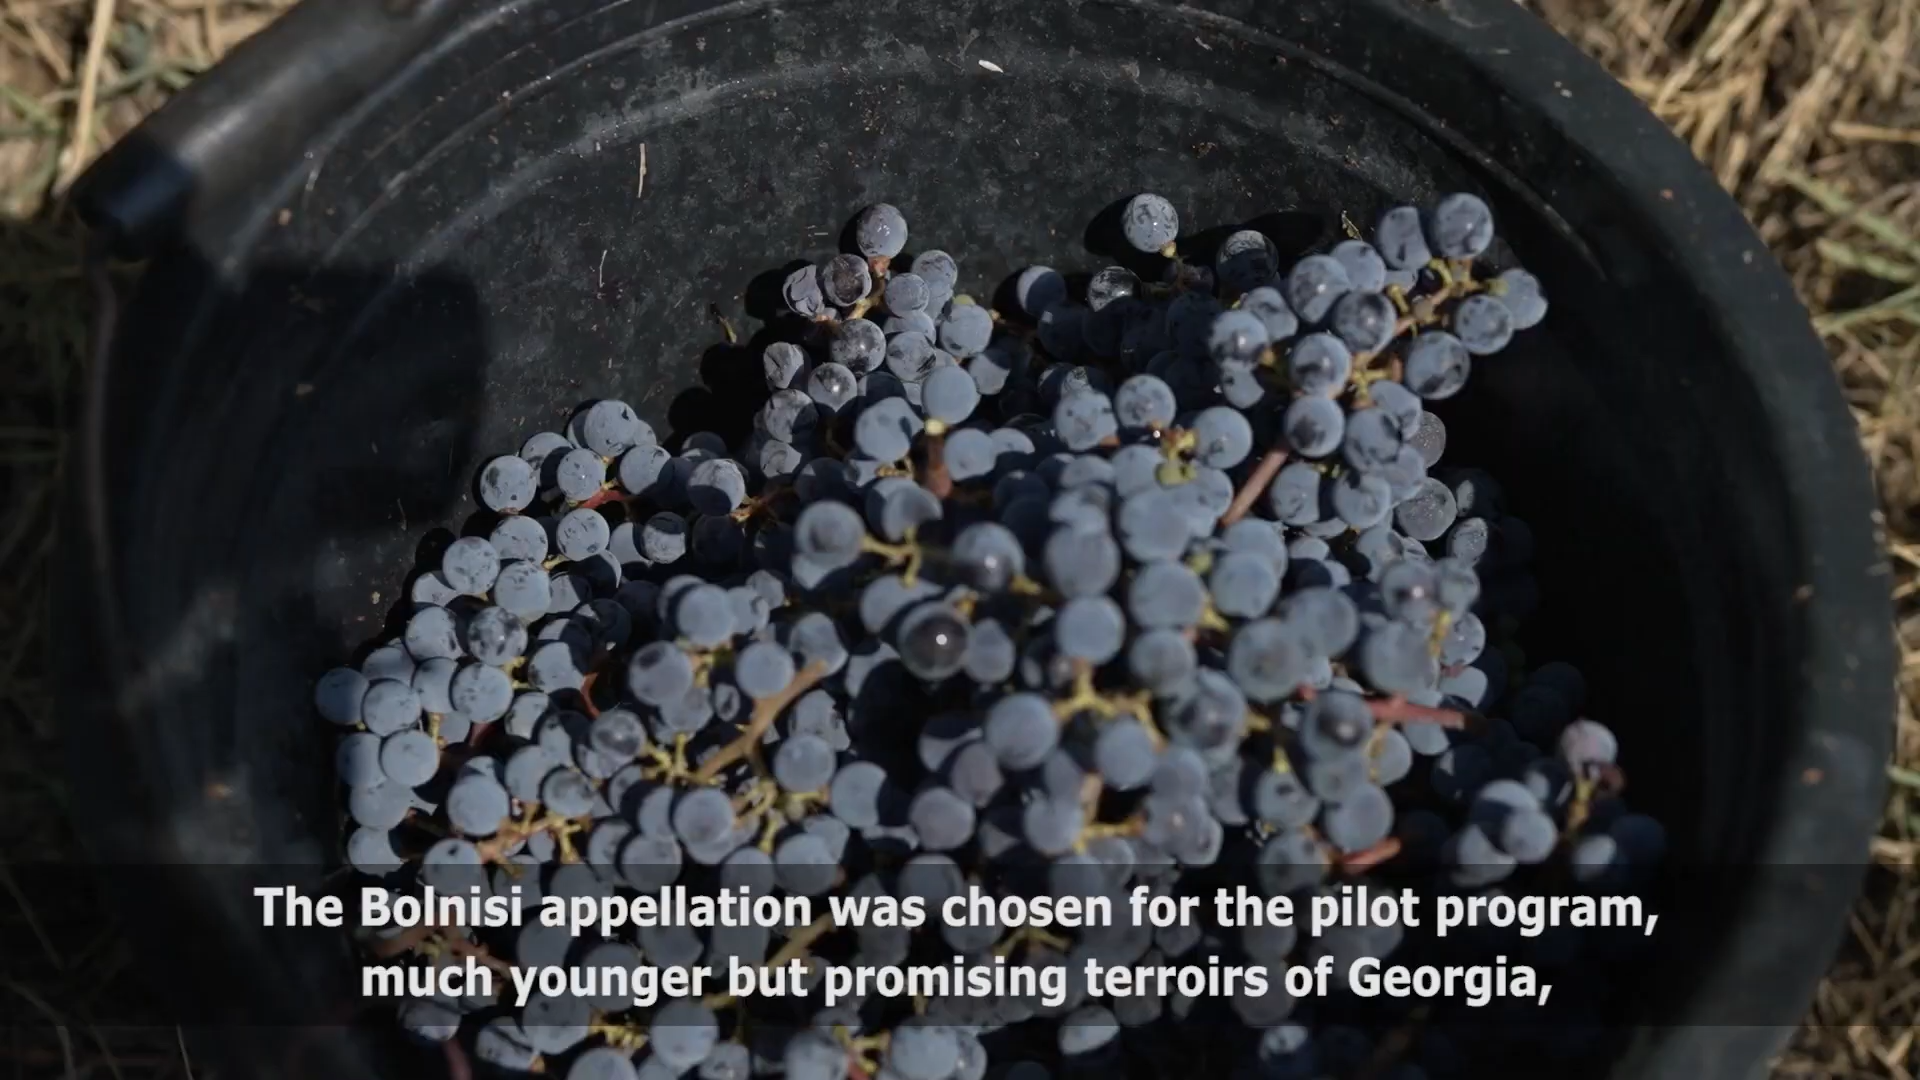 The Bolnisi appellation was chosen for the pilot program,
much younger but promising terroirs of Georgia,